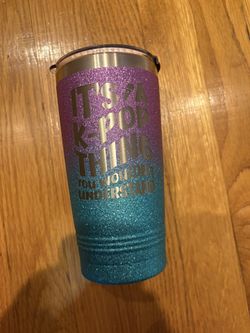 IT'S A
K-POP
THING
YOU WOULDN'T
UNDERSTAND